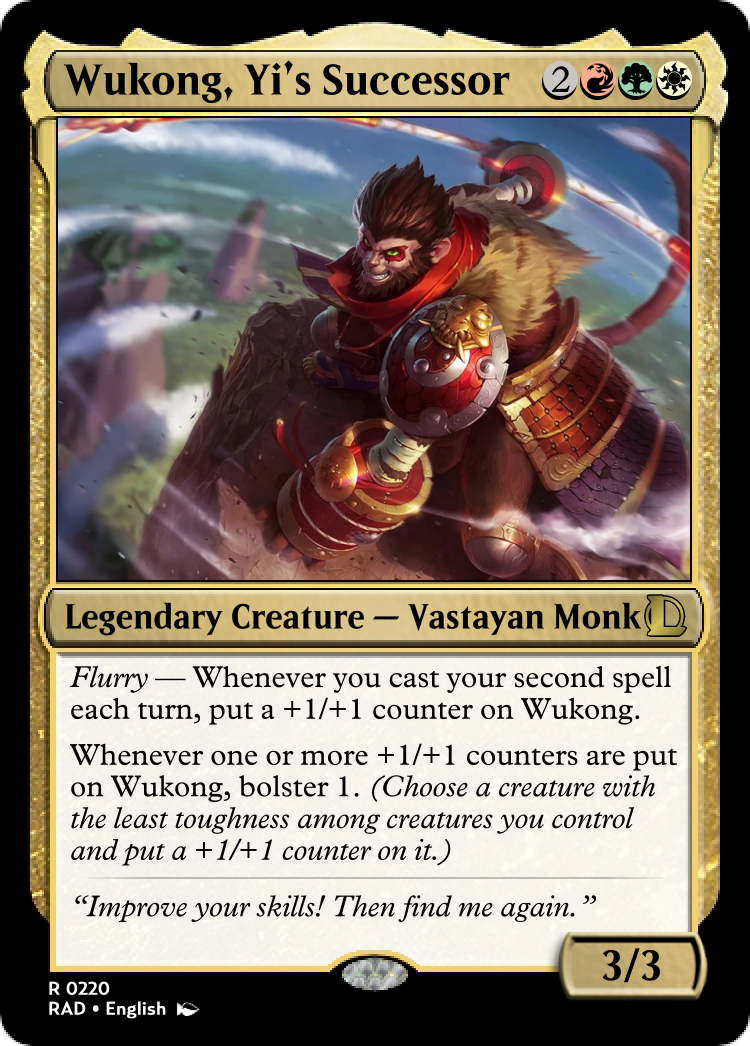 Wukong, Yi's Successor 2
Legendary Creature — Vastayan Monk
Flurry — Whenever you cast your second spell
each turn, put a +1/+1 counter on Wukong.
Whenever one or more +1/+1 counters are put
on Wukong, bolster 1. (Choose a creature with
the least toughness among creatures you control
and put a +1/+1 counter on it.)
“Improve your skills! Then find me again.”
3/3
R 0220
RAD • English